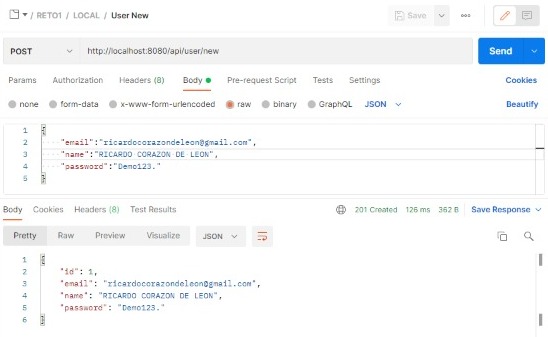 / RETO1 / LOCAL / User New
Save
POST http://localhost:8080/api/user/new Send
Params Authorization Headers (8) Body Pre-request Script Tests Settings Cookies
none form-data x-www-form-urlencoded raw binary GraphQL JSON Beautify
1 {
2 "email":"ricardocorazondeleon@gmail.com",
3 "name":"RICARDO CORAZON DE LEON",
4 "password":"Demo123."
5 }
Body Cookies Headers (8) Test Results 201 Created 126 ms 362 B Save Response
Pretty Raw Preview Visualize JSON
1 {
2 "id": 1,
3 "email": "ricardocorazondeleon@gmail.com",
4 "name": "RICARDO CORAZON DE LEON",
5 "password": "Demo123."
6 }